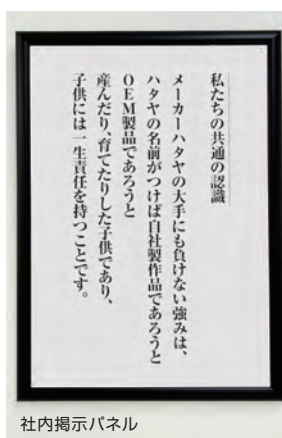 私たちの共通の認識
メーカーハタヤの大手にも負けない強みは、
ハタヤの名前がつけば自社製作品であろうと
OEM製品であろうと
産んだり、育てたりした子供であり、
子供には一生責任を持つことです。
社内掲示パネル